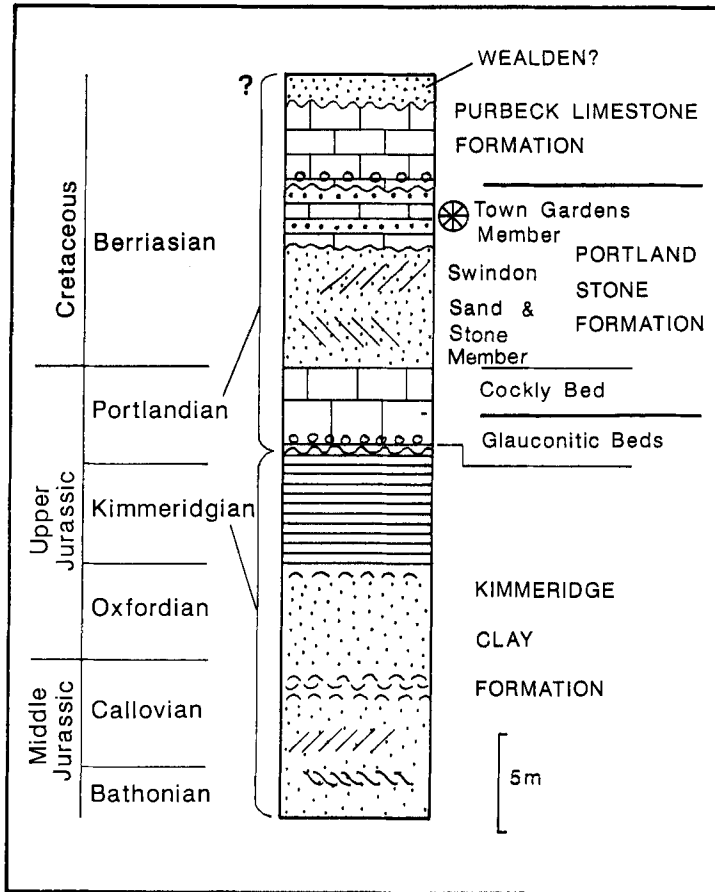 Cretaceous
Upper
Jurassic
Middle
Jurassic
Berriasian
Portlandian
Kimmeridgian
Oxfordian
Callovian
Bathonian
?
WEALDEN?
PURBECK LIMESTONE
FORMATION
Town Gardens
Member
Swindon
Sand &
Stone
Member
PORTLAND
STONE
FORMATION
Cockly Bed
Glauconitic Beds
KIMMERIDGE
CLAY
FORMATION
5m